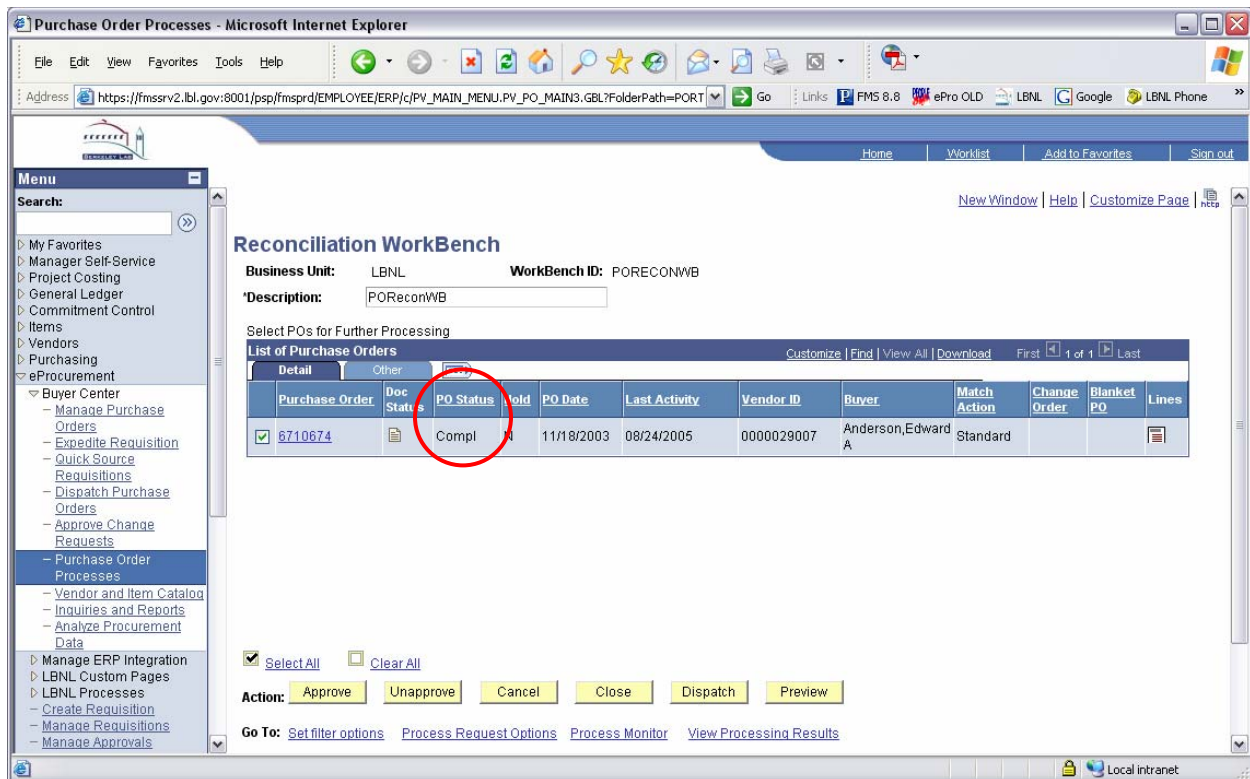 Purchase Order Processes - Microsoft Internet Explorer
File Edit View Favorites Tools Help
Address https://fmssrv2.lbl.gov:8001/psp/fmsprd/EMPLOYEE/ERP/c/PV_MAIN_MENU.PV_PO_MAIN3.GBL?FolderPath=PORT Go Links FMS 8.8 ePro OLD LBNL Google LBNL Phone »
BERKELEY LAB
Home Worklist Add to Favorites Sign out
Menu
Search:
New Window | Help | Customize Page | http
My Favorites
Manager Self-Service
Project Costing
General Ledger
Commitment Control
Items
Vendors
Purchasing
eProcurement
Buyer Center
– Manage Purchase
Orders
– Expedite Requisition
– Quick Source
Requisitions
– Dispatch Purchase
Orders
– Approve Change
Requests
– Purchase Order
Processes
– Vendor and Item Catalog
– Inquiries and Reports
– Analyze Procurement
Data
Manage ERP Integration
LBNL Custom Pages
LBNL Processes
– Create Requisition
– Manage Requisitions
– Manage Approvals
Reconciliation WorkBench
Business Unit: LBNL WorkBench ID: PORECONWB
*Description: POReconWB
Select POs for Further Processing
List of Purchase Orders Customize | Find | View All | Download First 1 of 1 Last
Detail Other
Purchase Order Doc Status PO Status Hold PO Date Last Activity Vendor ID Buyer Match Action Change Order Blanket PO Lines
6710674 Compl N 11/18/2003 08/24/2005 0000029007 Anderson,Edward A Standard
Select All Clear All
Action: Approve Unapprove Cancel Close Dispatch Preview
Go To: Set filter options Process Request Options Process Monitor View Processing Results
Local intranet